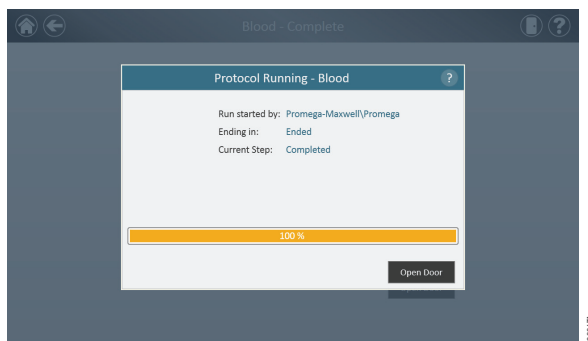 Blood - Complete
Protocol Running - Blood ?
Run started by: Promega-Maxwell\Promega
Ending in: Ended
Current Step: Completed
100 %
Open Door